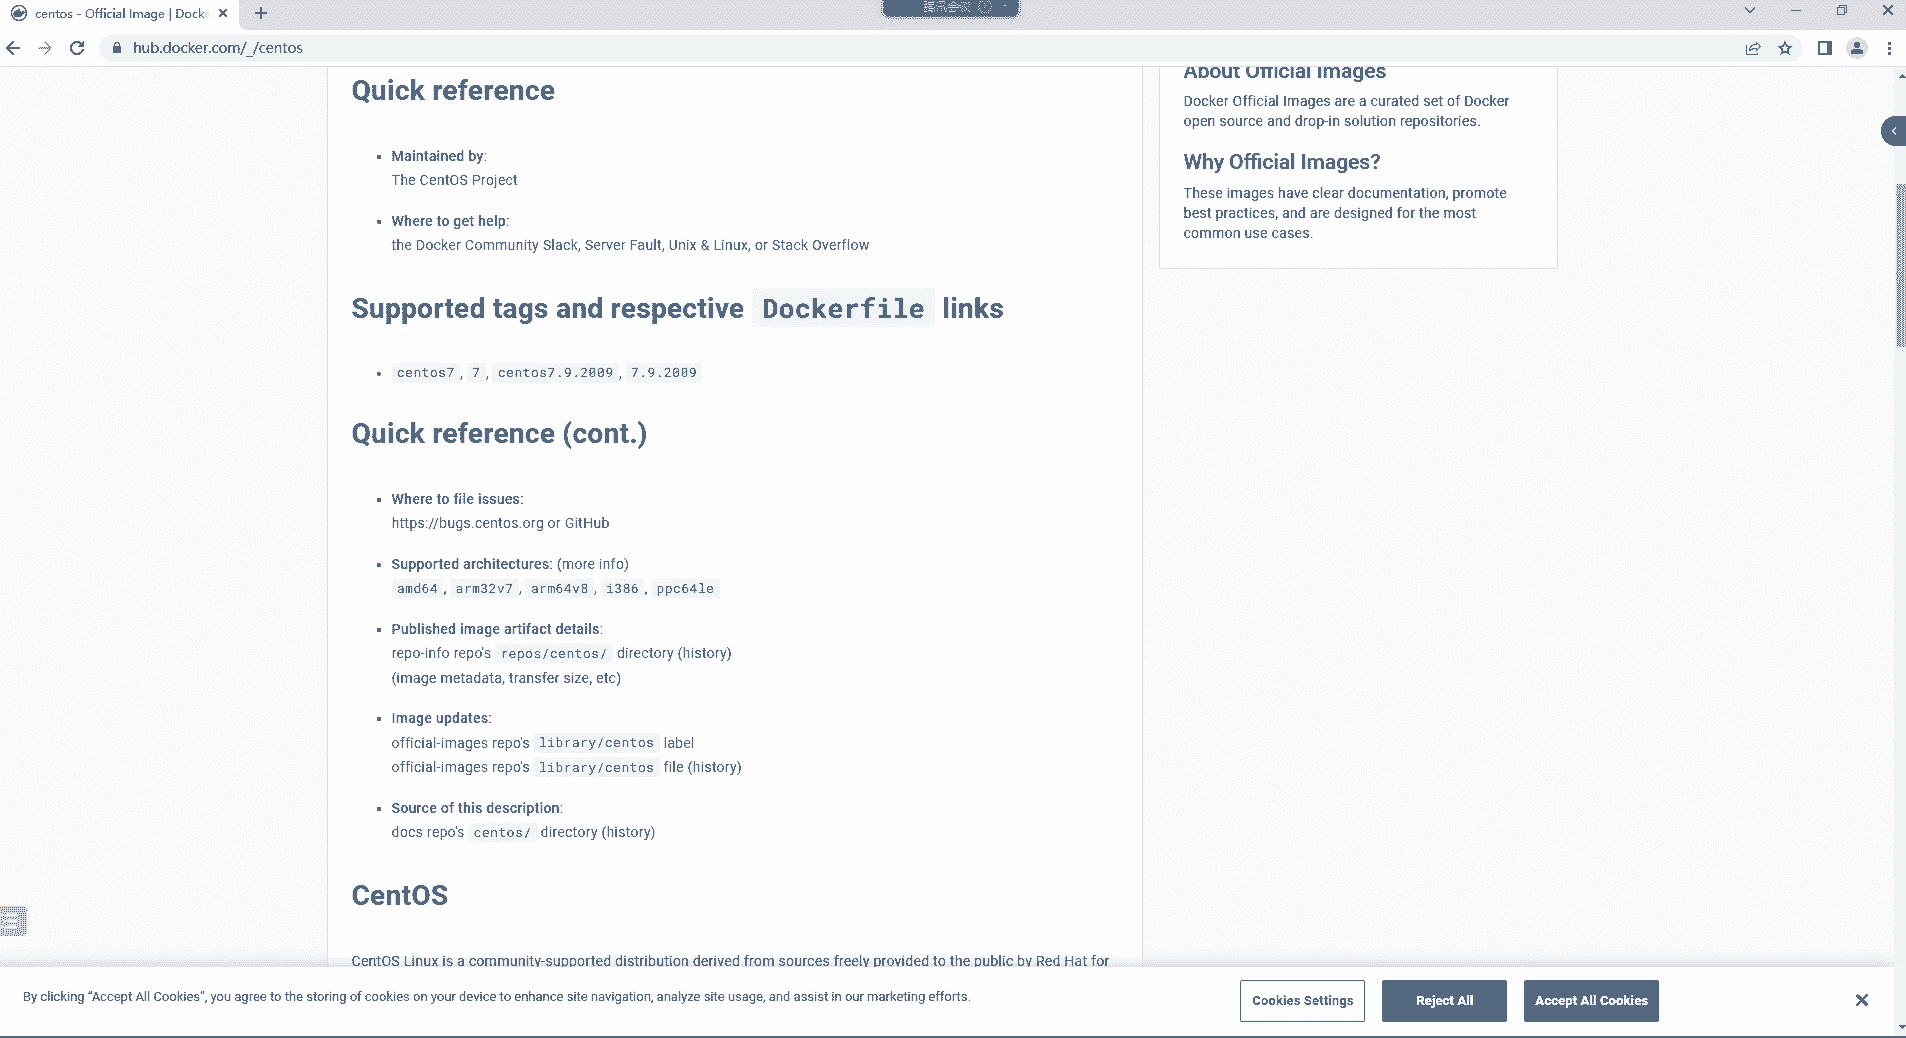 centos - Official Image | Docke
hub.docker.com/_/centos
Quick reference
Maintained by:
The CentOS Project
Where to get help:
the Docker Community Slack, Server Fault, Unix & Linux, or Stack Overflow
Supported tags and respective Dockerfile links
centos7, 7, centos7.9.2009, 7.9.2009
Quick reference (cont.)
Where to file issues:
https://bugs.centos.org or GitHub
Supported architectures: (more info)
amd64, arm32v7, arm64v8, i386, ppc64le
Published image artifact details:
repo-info repo's repos/centos/ directory (history)
(image metadata, transfer size, etc)
Image updates:
official-images repo's library/centos label
official-images repo's library/centos file (history)
Source of this description:
docs repo's centos/ directory (history)
CentOS
CentOS Linux is a community-supported distribution derived from sources freely provided to the public by Red Hat for
About Official Images
Docker Official Images are a curated set of Docker
open source and drop-in solution repositories.
Why Official Images?
These images have clear documentation, promote
best practices, and are designed for the most
common use cases.
By clicking “Accept All Cookies”, you agree to the storing of cookies on your device to enhance site navigation, analyze site usage, and assist in our marketing efforts.
Cookies Settings
Reject All
Accept All Cookies